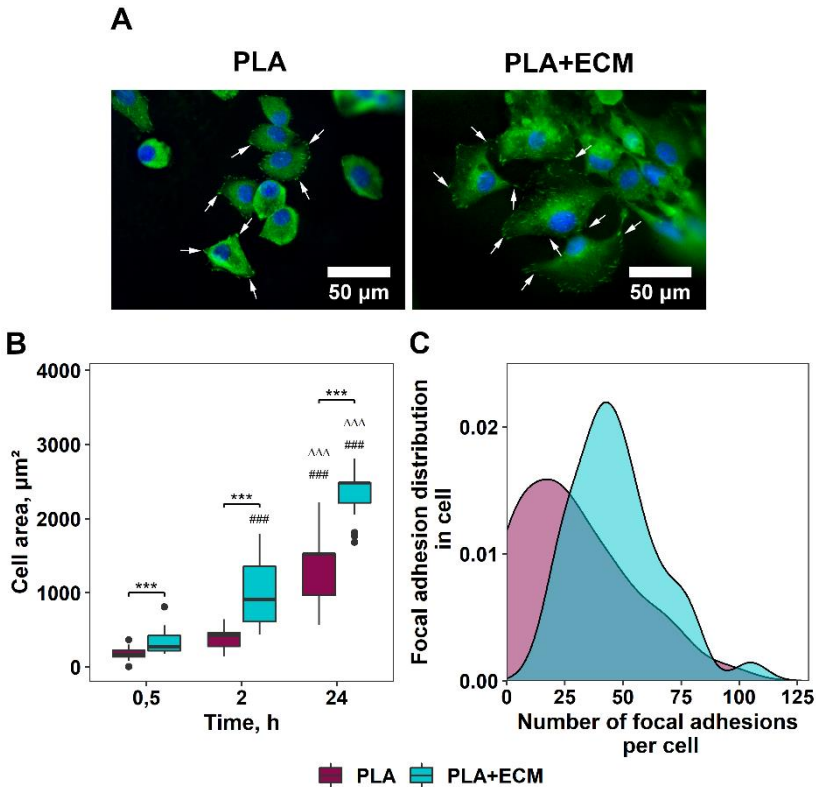 A
PLA
PLA+ECM
50 µm
50 µm
B
Cell area, µm²
4000
3000
2000
1000
0
***
***
###
^^^
###
***
^^^
###
0,5
2
24
Time, h
C
Focal adhesion distribution
in cell
0.02
0.01
0.00
0
25
50
75
100
125
Number of focal adhesions
per cell
PLA
PLA+ECM